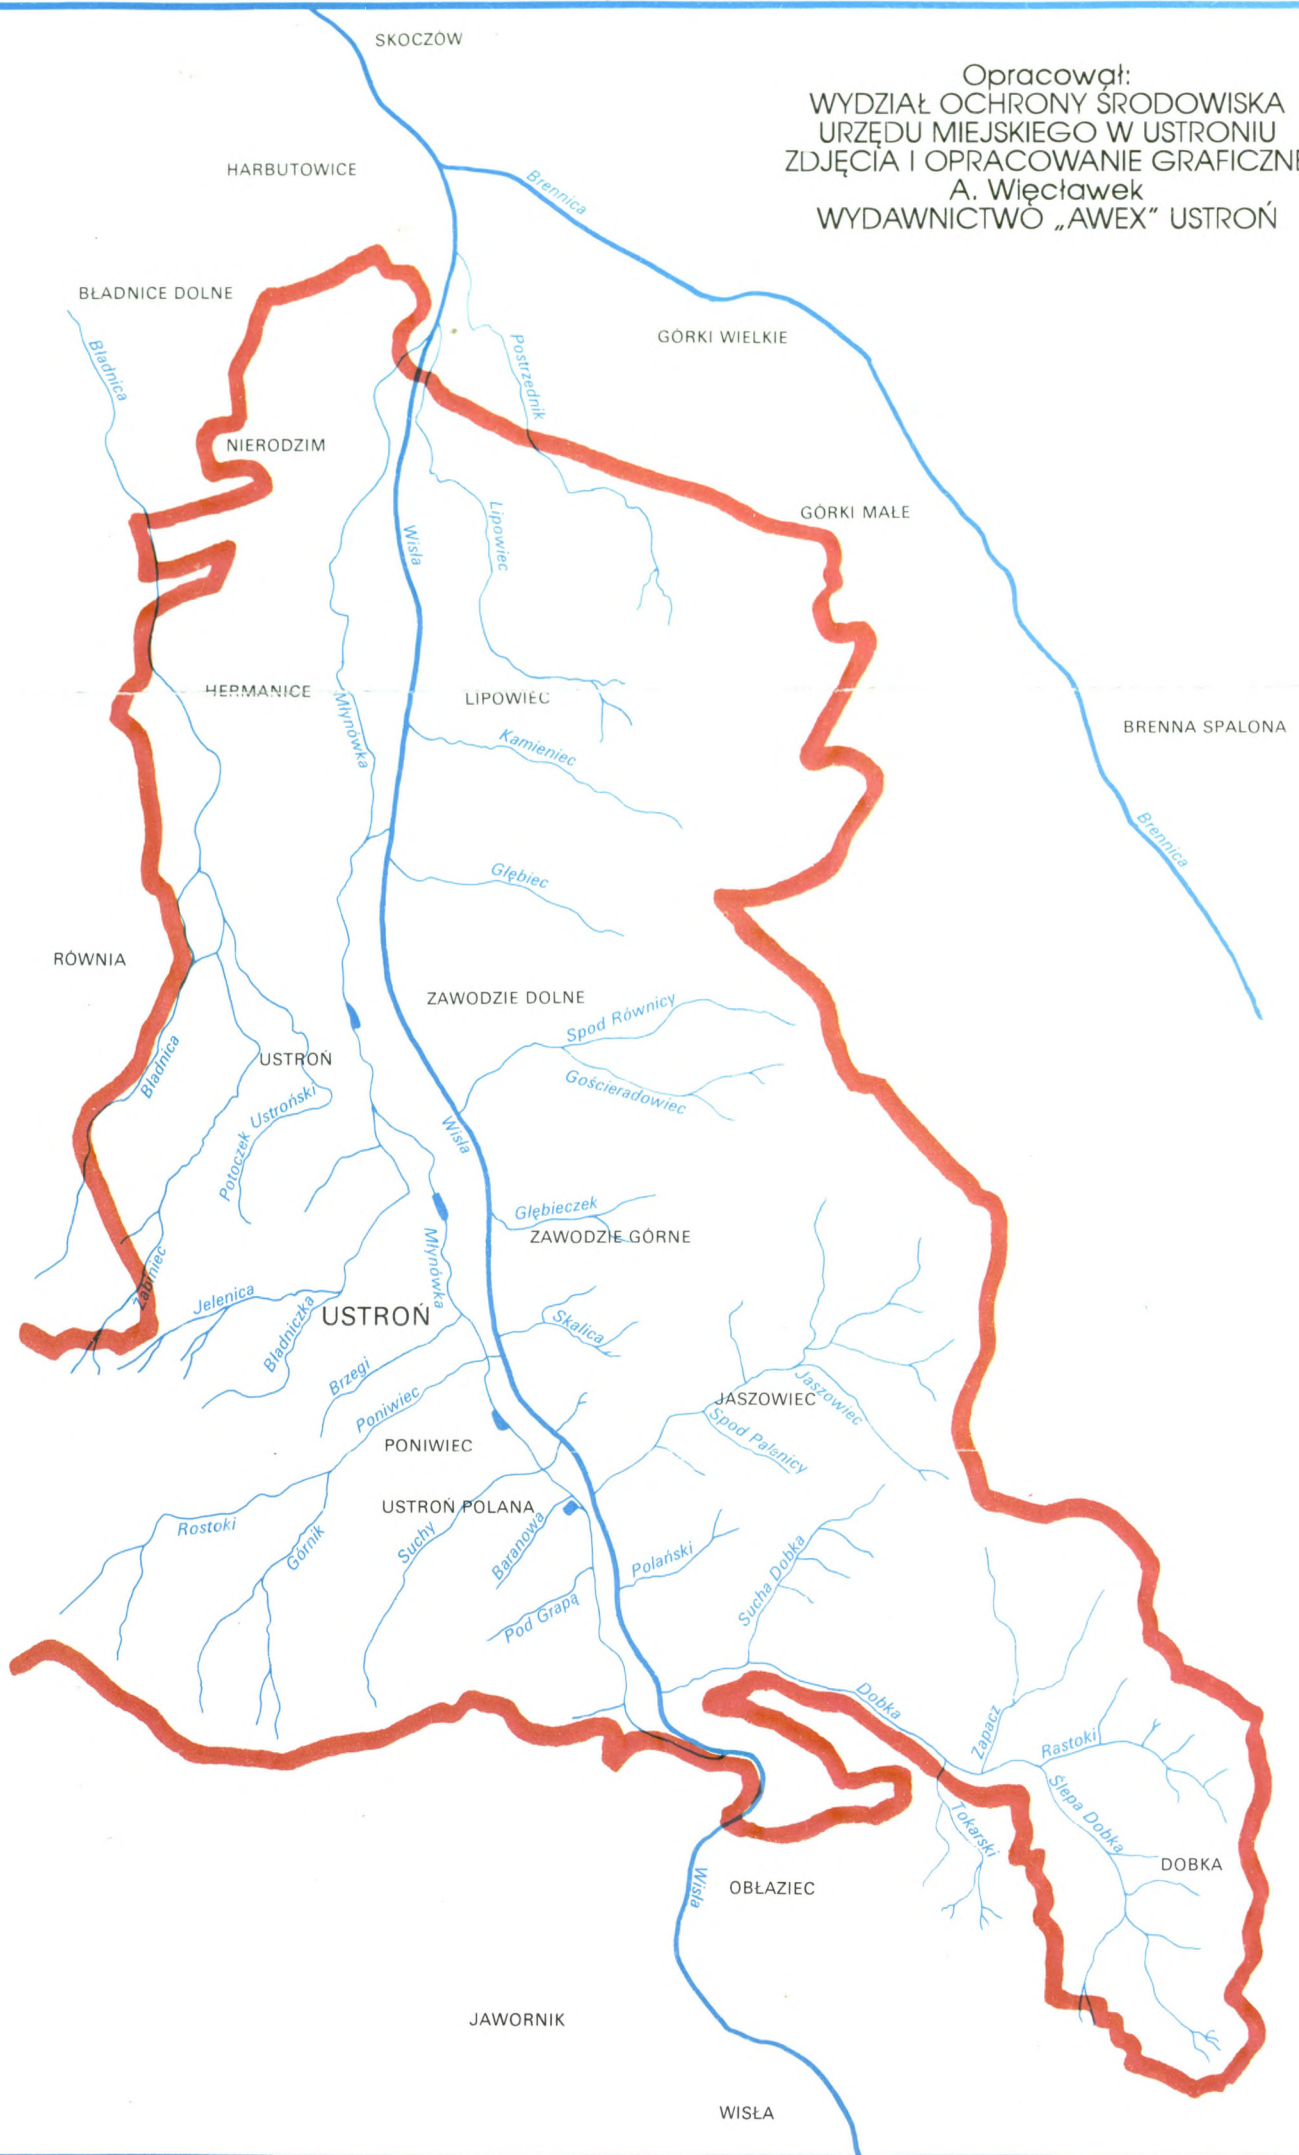 SKOCZÓW
Opracował:
WYDZIAŁ OCHRONY ŚRODOWISKA
URZĘDU MIEJSKIEGO W USTRONIU
ZDJĘCIA I OPRACOWANIE GRAFICZNE
A. Więcławek
WYDAWNICTWO „AWEX” USTROŃ
HARBUTOWICE
Brennica
BŁADNICE DOLNE
Bładnica
GÓRKI WIELKIE
Postrzednik
NIERODZIM
GÓRKI MAŁE
Wisła
Lipowiec
HERMANICE
LIPOWIEC
Młynówka
Kamieniec
BRENNA SPALONA
Brennica
Głębiec
RÓWNIA
ZAWODZIE DOLNE
Spod Równicy
USTROŃ
Bładnica
Gościeradowiec
Potoczek Ustroński
Wisła
Głębieczek
ZAWODZIE GÓRNE
Młynówka
Żabiniec
Jelenica
USTROŃ
Bładniczka
Skalica
Brzegi
Poniwiec
JASZOWIEC
Jaszowiec
Spod Palenicy
PONIWIEC
USTROŃ POLANA
Rostoki
Górnik
Suchy
Baranowa
Polański
Sucha Dobka
Pod Grapą
Dobka
Zapacz
Rastoki
Ślepa Dobka
Tokarski
DOBKA
Wisła
OBŁAZIEC
JAWORNIK
WISŁA